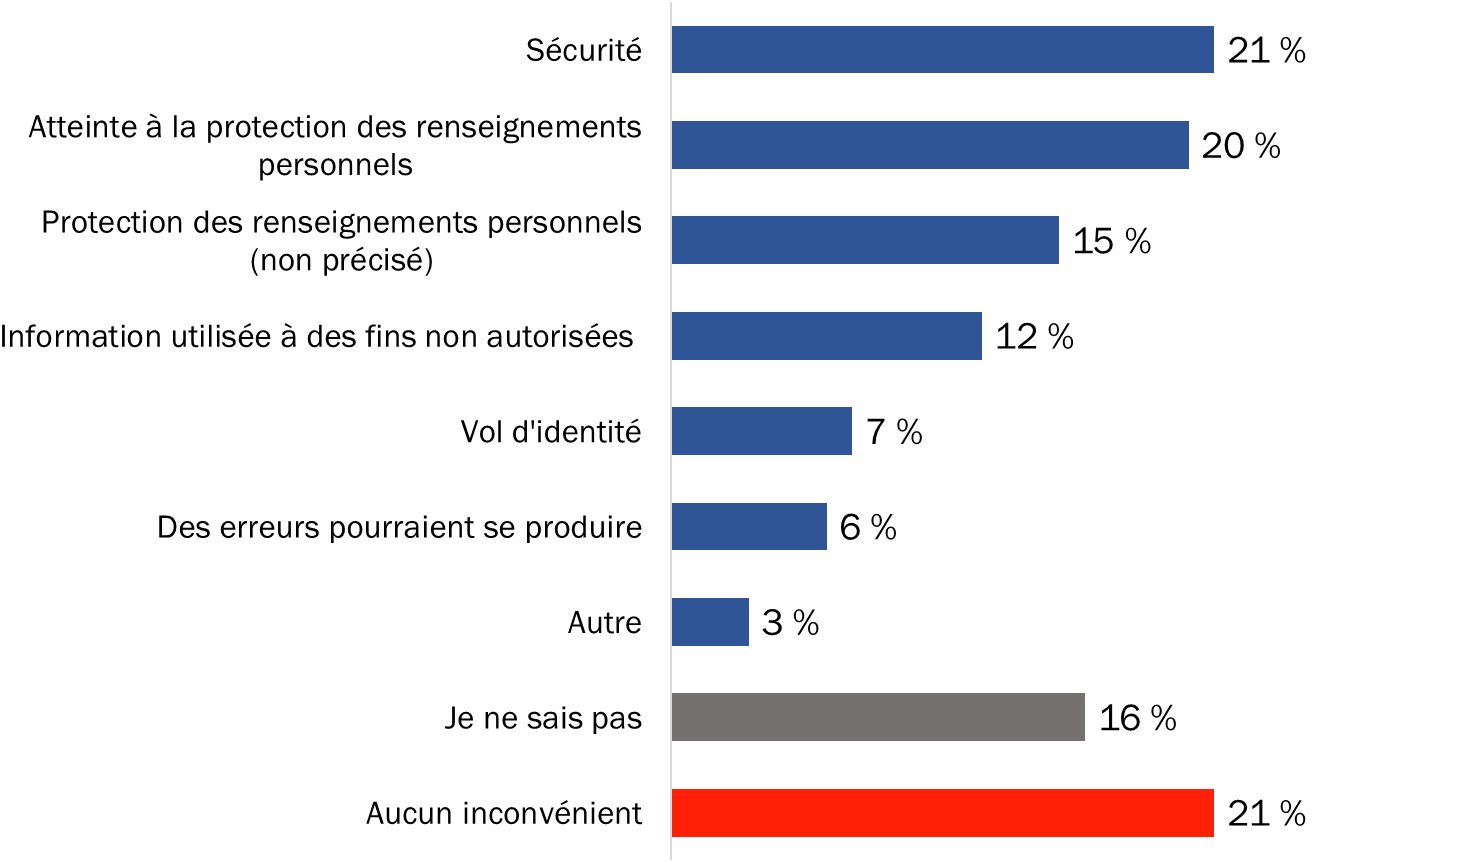 Sécurité
21 %
Atteinte à la protection des renseignements
personnels
20 %
Protection des renseignements personnels
(non précisé)
15 %
Information utilisée à des fins non autorisées
12 %
Vol d'identité
7 %
Des erreurs pourraient se produire
6 %
Autre
3 %
Je ne sais pas
16 %
Aucun inconvénient
21 %